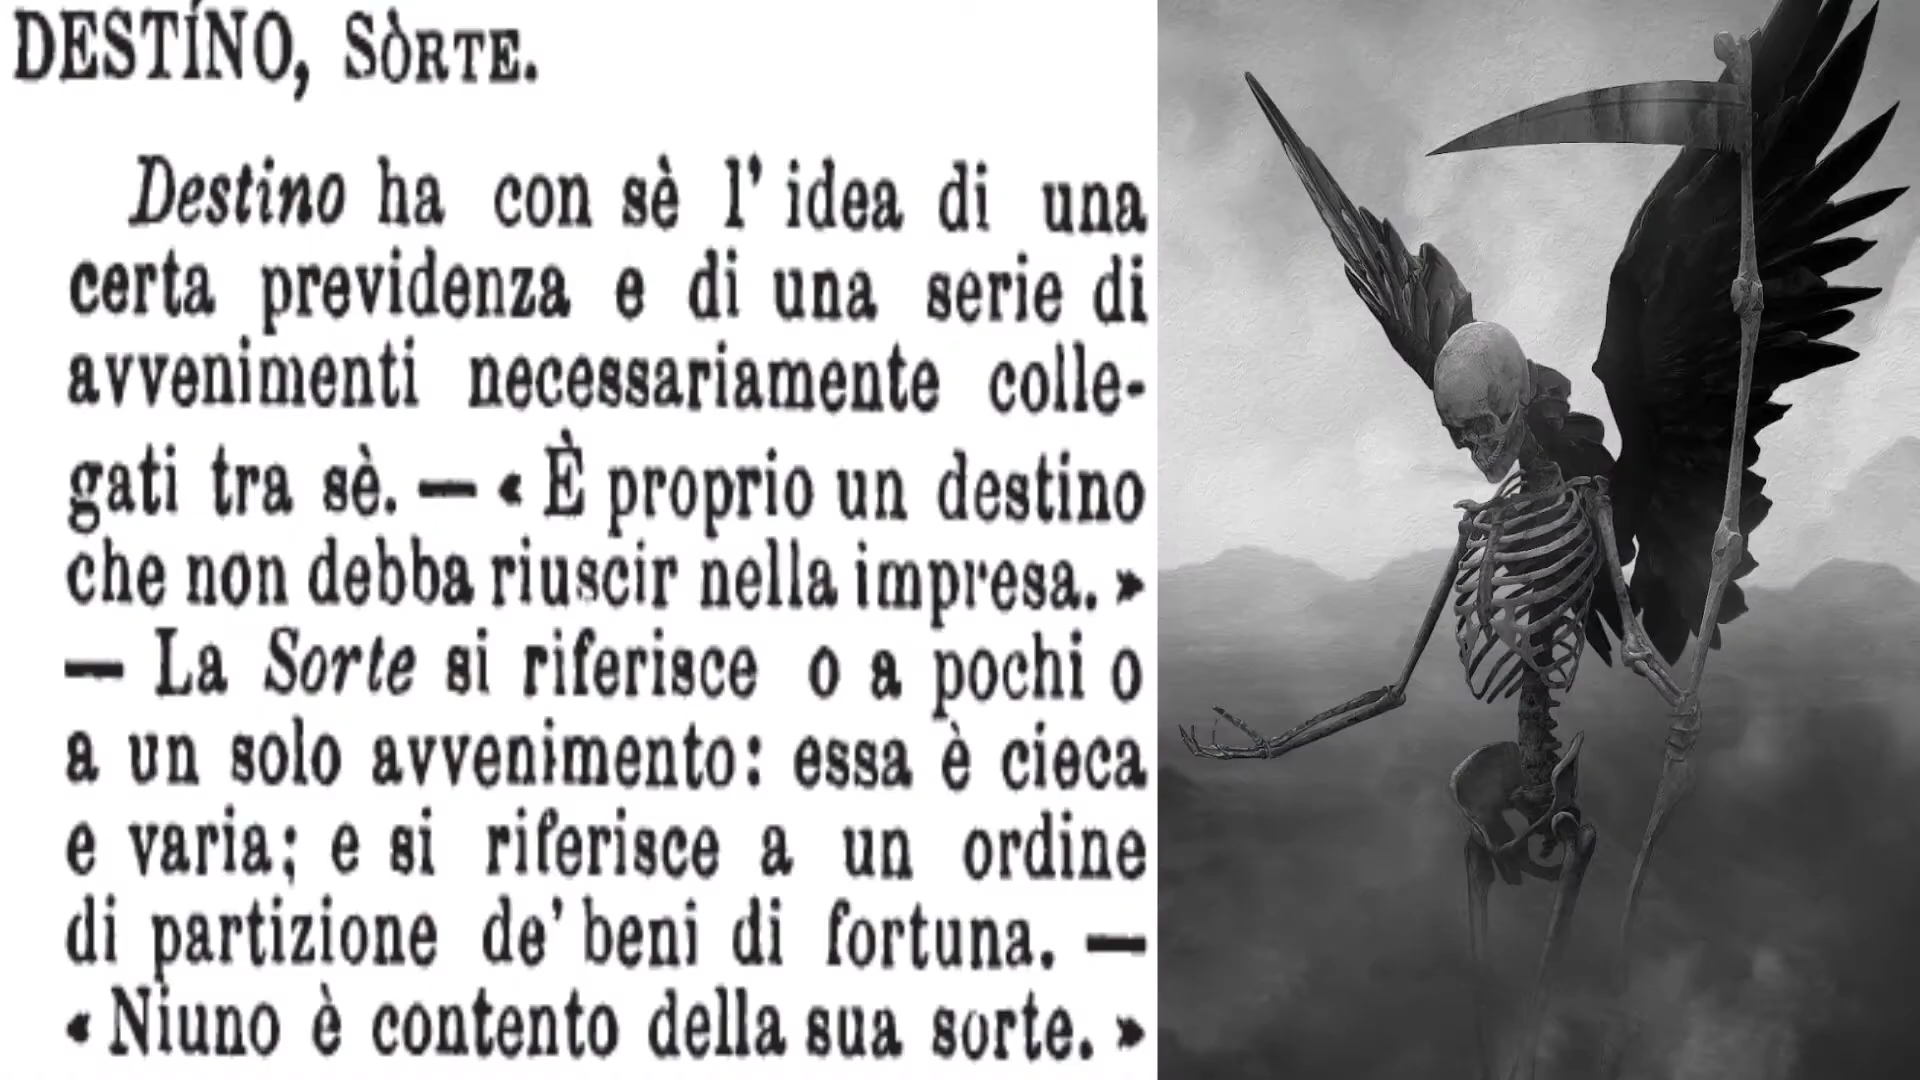 DESTÍNO, SÒRTE.
Destino ha con sè l' idea di una
certa previdenza e di una serie di
avvenimenti necessariamente colle-
gati tra sè. — « È proprio un destino
che non debba riuscir nella impresa. »
— La Sorte si riferisce o a pochi o
a un solo avvenimento: essa è cieca
e varia; e si riferisce a un ordine
di partizione de' beni di fortuna. —
« Niuno è contento della sua sorte. »